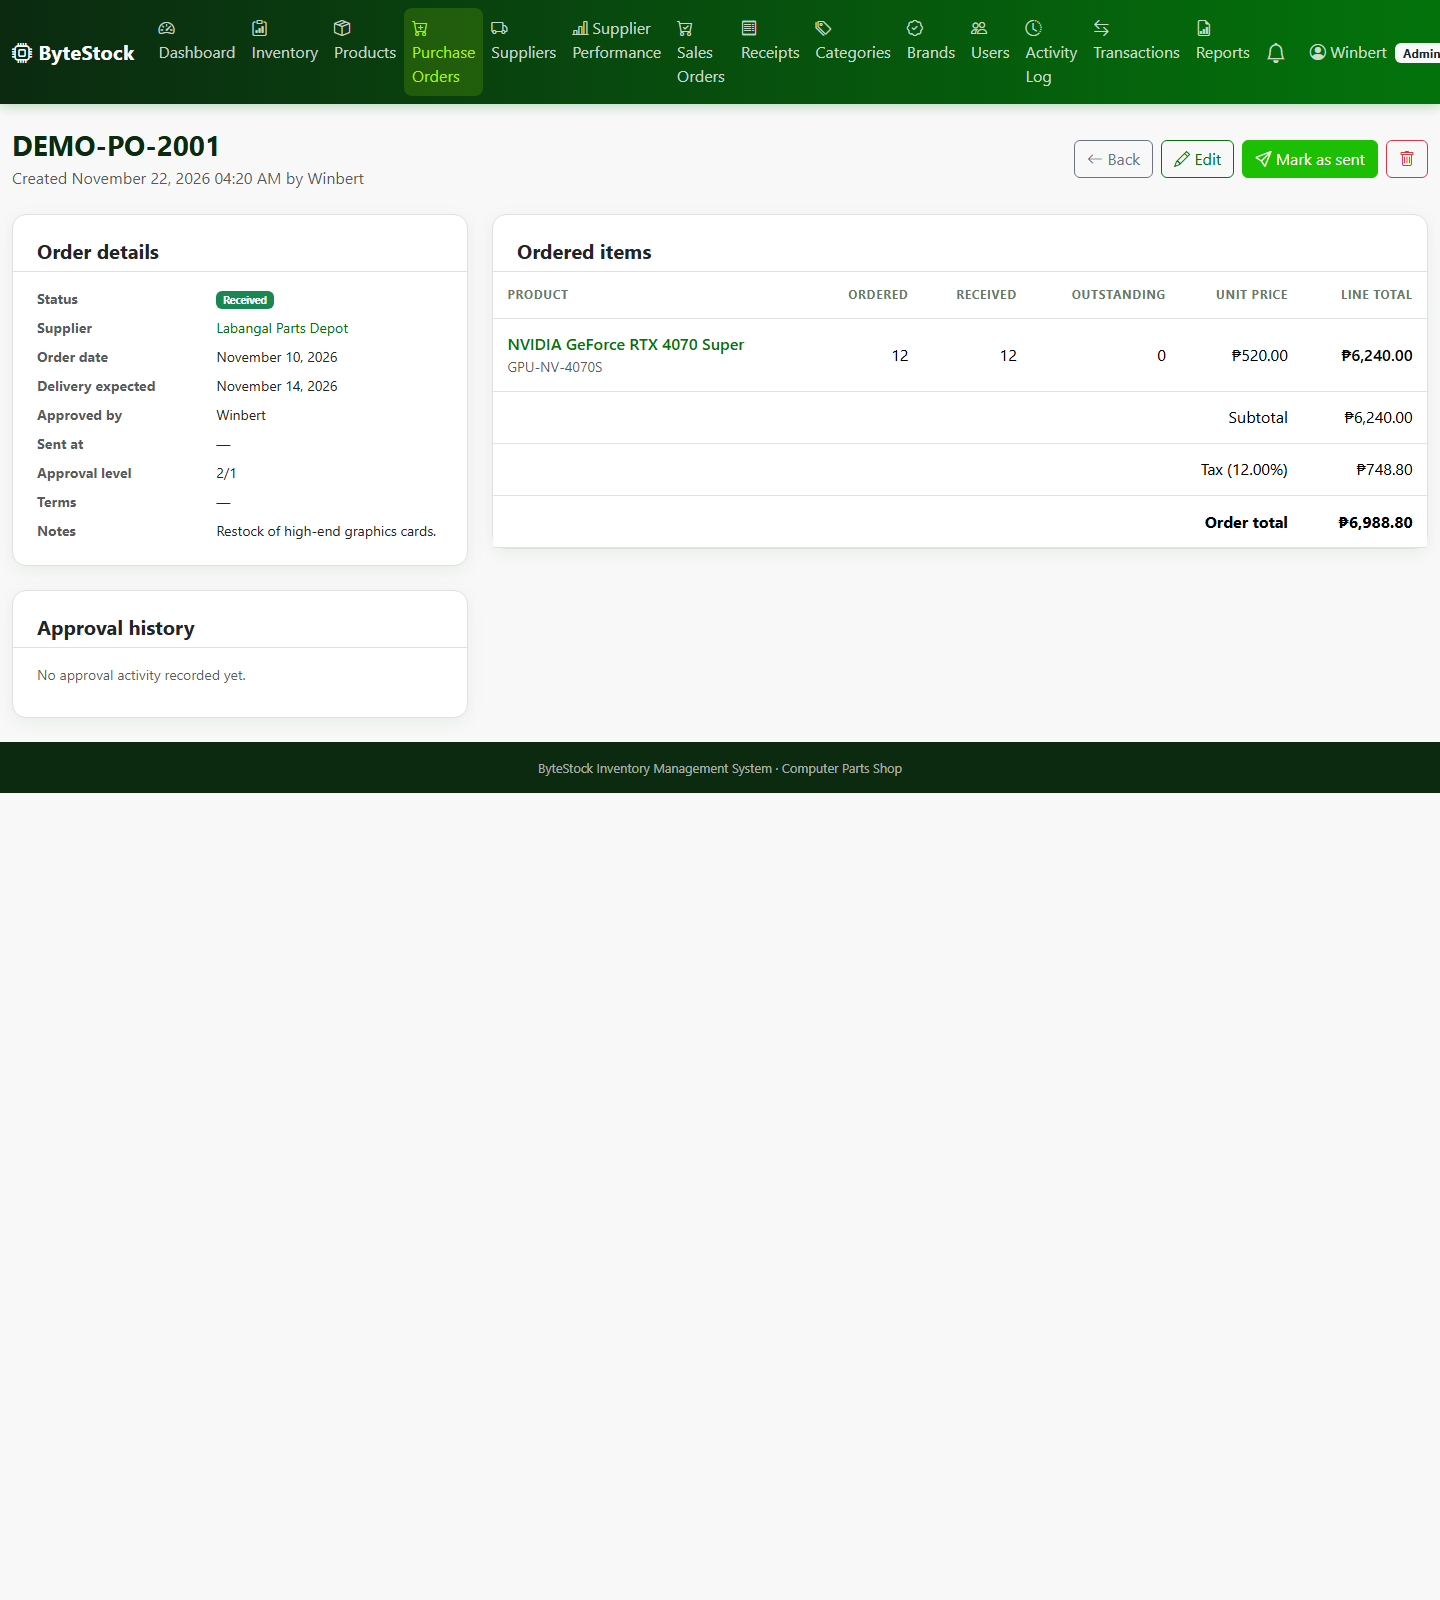 ByteStock
Dashboard
Inventory
Products
Purchase
Orders
Suppliers
Supplier
Performance
Sales
Orders
Receipts
Categories
Brands
Users
Activity
Log
Transactions
Reports
Winbert
Admin
DEMO-PO-2001
Created November 22, 2026 04:20 AM by Winbert
Back
Edit
Mark as sent
Order details
Status Received
Supplier Labangal Parts Depot
Order date November 10, 2026
Delivery expected November 14, 2026
Approved by Winbert
Sent at —
Approval level 2/1
Terms —
Notes Restock of high-end graphics cards.
Ordered items
PRODUCT ORDERED RECEIVED OUTSTANDING UNIT PRICE LINE TOTAL
NVIDIA GeForce RTX 4070 Super 12 12 0 ₱520.00 ₱6,240.00
GPU-NV-4070S
Subtotal ₱6,240.00
Tax (12.00%) ₱748.80
Order total ₱6,988.80
Approval history
No approval activity recorded yet.
ByteStock Inventory Management System · Computer Parts Shop